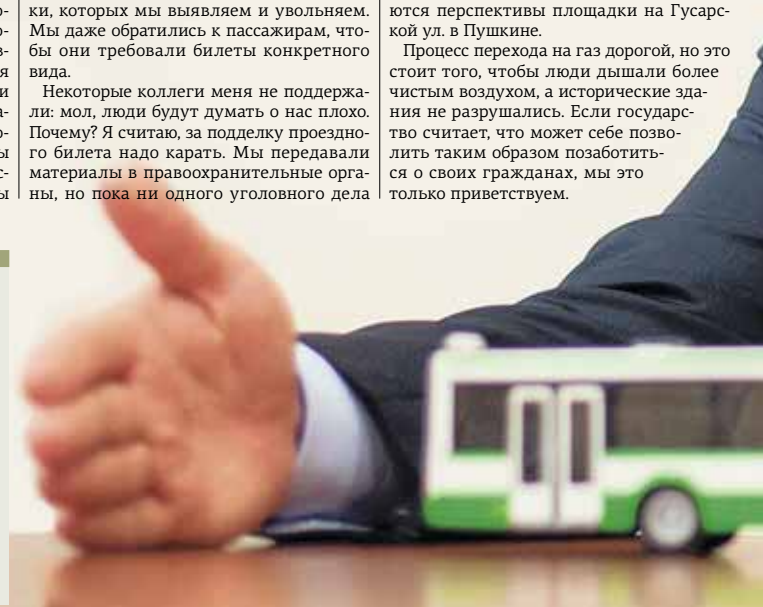 о-
о-
в-
я
и
а-
о-
ы
с-
ы
ки, которых мы выявляем и увольняем.
Мы даже обратились к пассажирам, что-
бы они требовали билеты конкретного
вида.
Некоторые коллеги меня не поддержа-
ли: мол, люди будут думать о нас плохо.
Почему? Я считаю, за подделку проездно-
го билета надо карать. Мы передавали
материалы в правоохранительные орга-
ны, но пока ни одного уголовного дела
ются перспективы площадки на Гусарс-
кой ул. в Пушкине.
Процесс перехода на газ дорогой, но это
стоит того, чтобы люди дышали более
чистым воздухом, а исторические зда-
ния не разрушались. Если государс-
тво считает, что может себе позво-
лить таким образом позаботить-
ся о своих гражданах, мы это
только приветствуем.